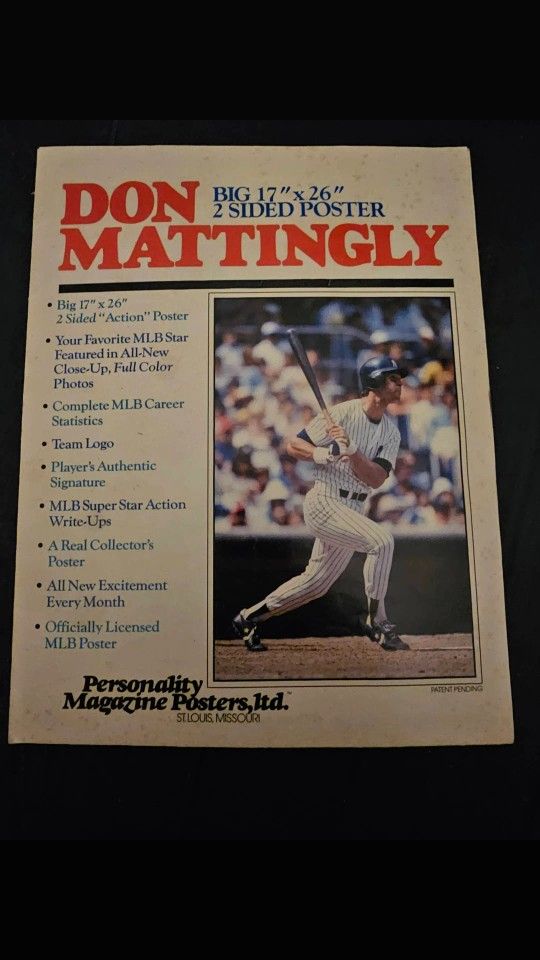 DON
BIG 17" x 26"
2 SIDED POSTER
MATTINGLY
• Big 17" x 26"
2 Sided "Action" Poster
• Your Favorite MLB Star
Featured in All-New
Close-Up, Full Color
Photos
• Complete MLB Career
Statistics
• Team Logo
• Player's Authentic
Signature
• MLB Super Star Action
Write-Ups
• A Real Collector's
Poster
• All New Excitement
Every Month
• Officially Licensed
MLB Poster
Personality
Magazine Posters, ltd.™
ST. LOUIS, MISSOURI
PATENT PENDING